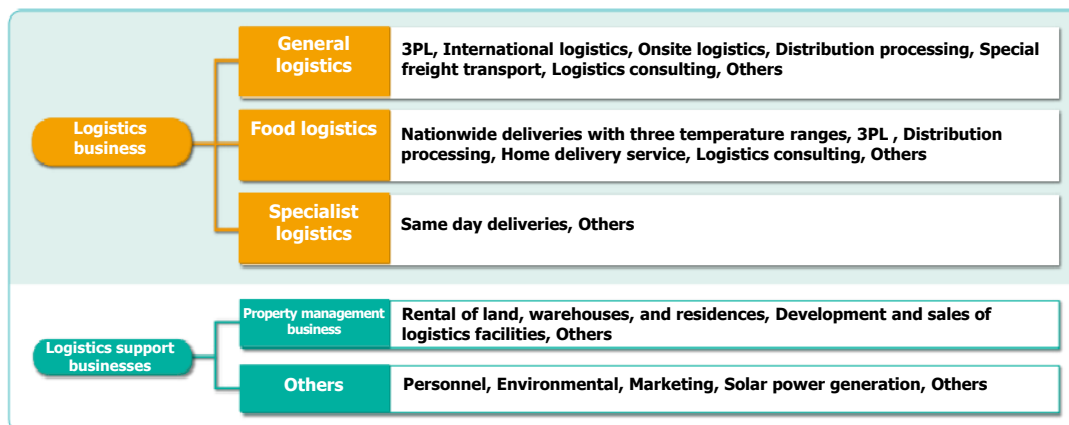 General
logistics
3PL, International logistics, Onsite logistics, Distribution processing, Special
freight transport, Logistics consulting, Others
Logistics
business
Food logistics
Nationwide deliveries with three temperature ranges, 3PL , Distribution
processing, Home delivery service, Logistics consulting, Others
Specialist
logistics
Same day deliveries, Others
Property management
business
Rental of land, warehouses, and residences, Development and sales of
logistics facilities, Others
Logistics support
businesses
Others
Personnel, Environmental, Marketing, Solar power generation, Others